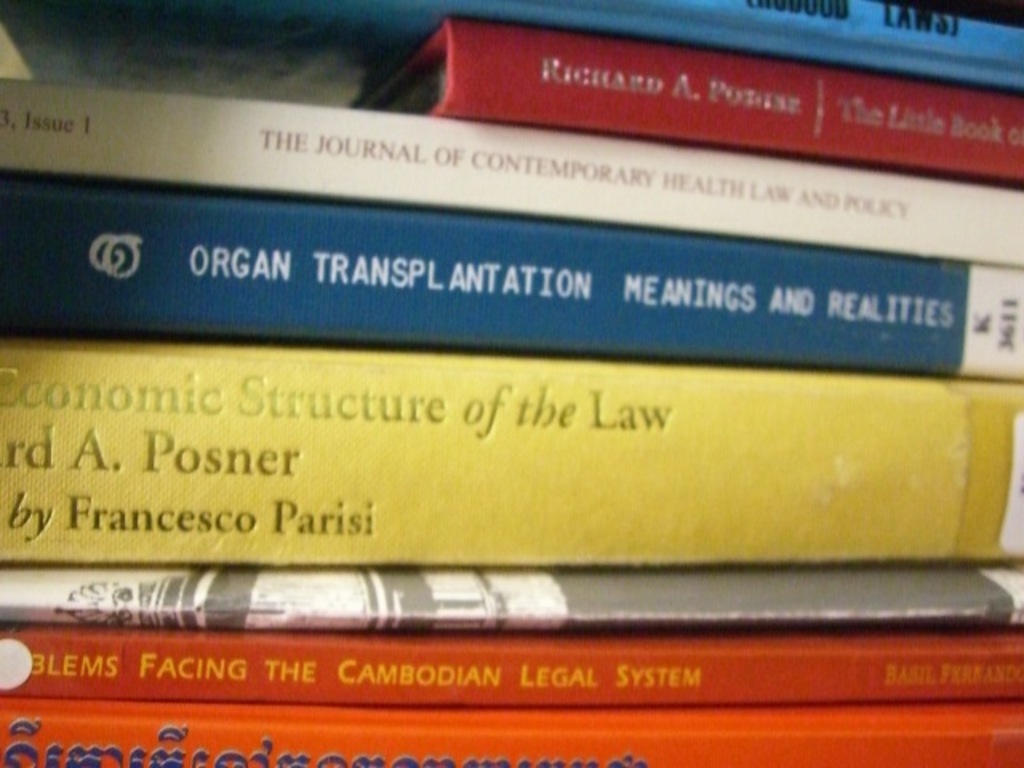 (HUDOOD LAWS)
RICHARD A. POSNER The Little Book o
3, Issue 1 THE JOURNAL OF CONTEMPORARY HEALTH LAW AND POLICY
ORGAN TRANSPLANTATION MEANINGS AND REALITIES
K
3611
Economic Structure of the Law
rd A. Posner
by Francesco Parisi
BLEMS FACING THE CAMBODIAN LEGAL SYSTEM BASIL FERNANDO